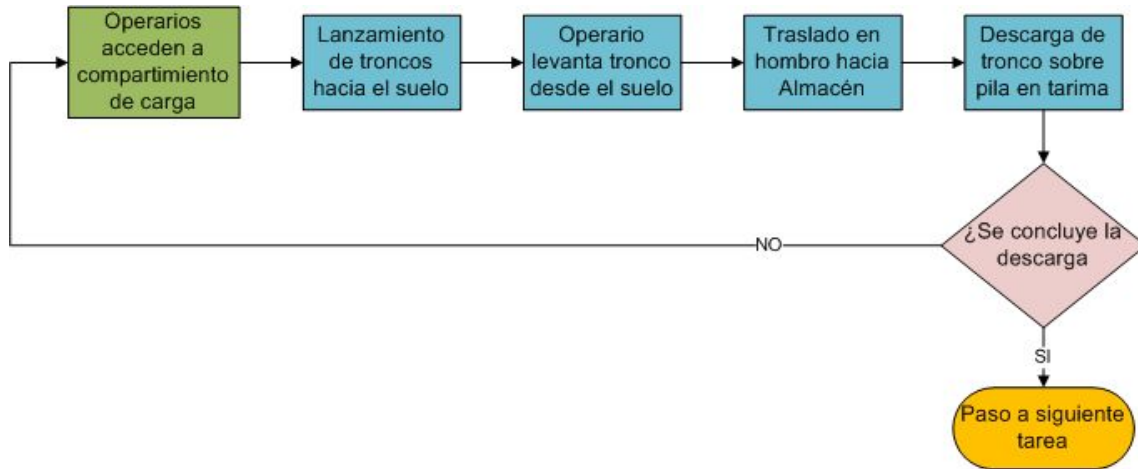 Operarios
acceden a
compartimiento
de carga
Lanzamiento
de troncos
hacia el suelo
Operario
levanta tronco
desde el suelo
Traslado en
hombro hacia
Almacén
Descarga de
tronco sobre
pila en tarima
¿Se concluye la
descarga
NO
SI
Paso a siguiente
tarea